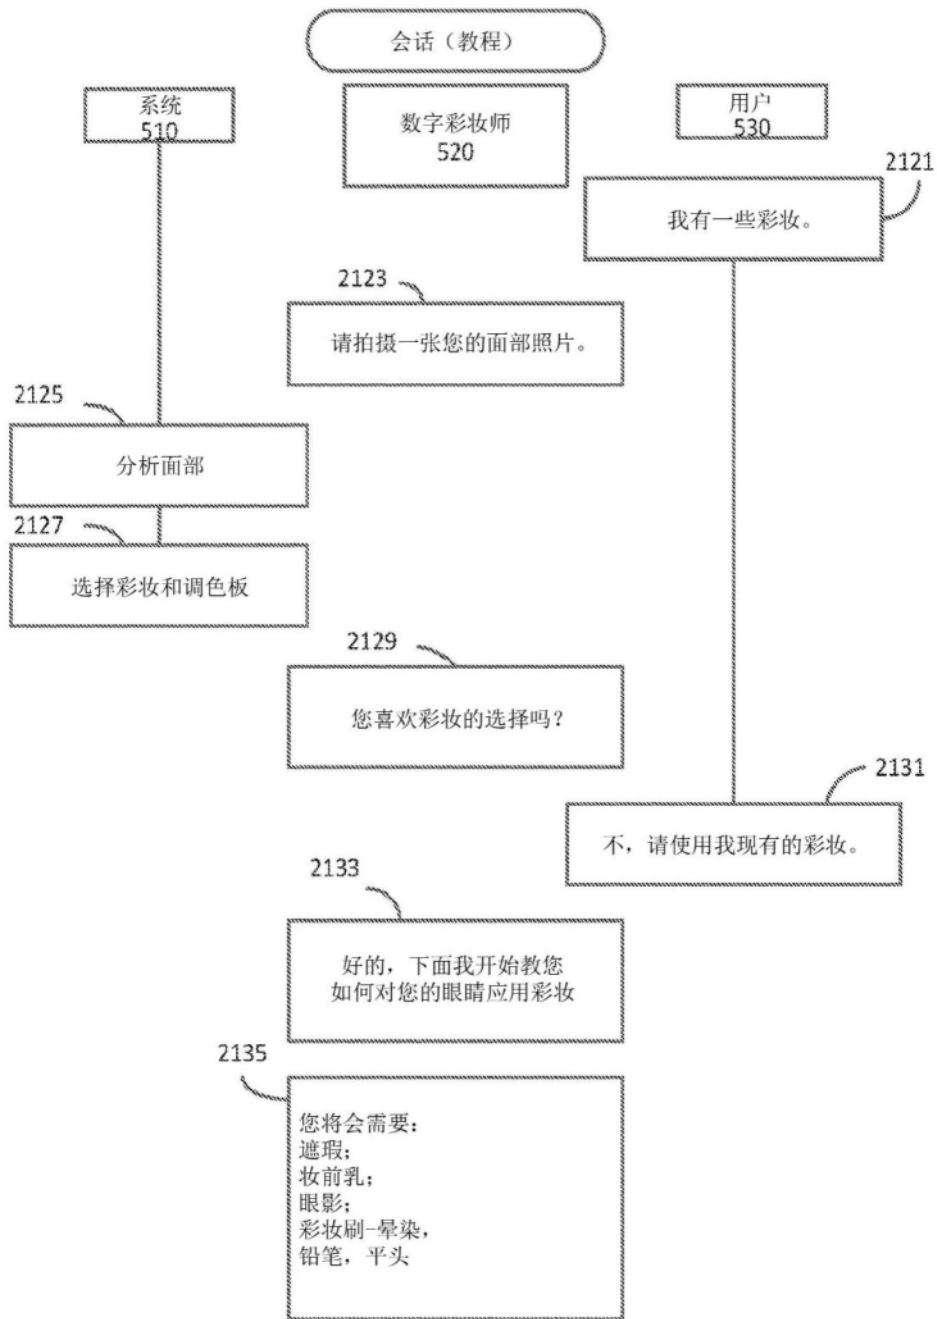 会话（教程）
系统
510
数字彩妆师
520
用户
530
2121
我有一些彩妆。
2123
请拍摄一张您的面部照片。
2125
分析面部
2127
选择彩妆和调色板
2129
您喜欢彩妆的选择吗？
2131
不，请使用我现有的彩妆。
2133
好的，下面我开始教您
如何对您的眼睛应用彩妆
2135
您将会需要：
遮瑕；
妆前乳；
眼影；
彩妆刷-晕染，
铅笔，平头